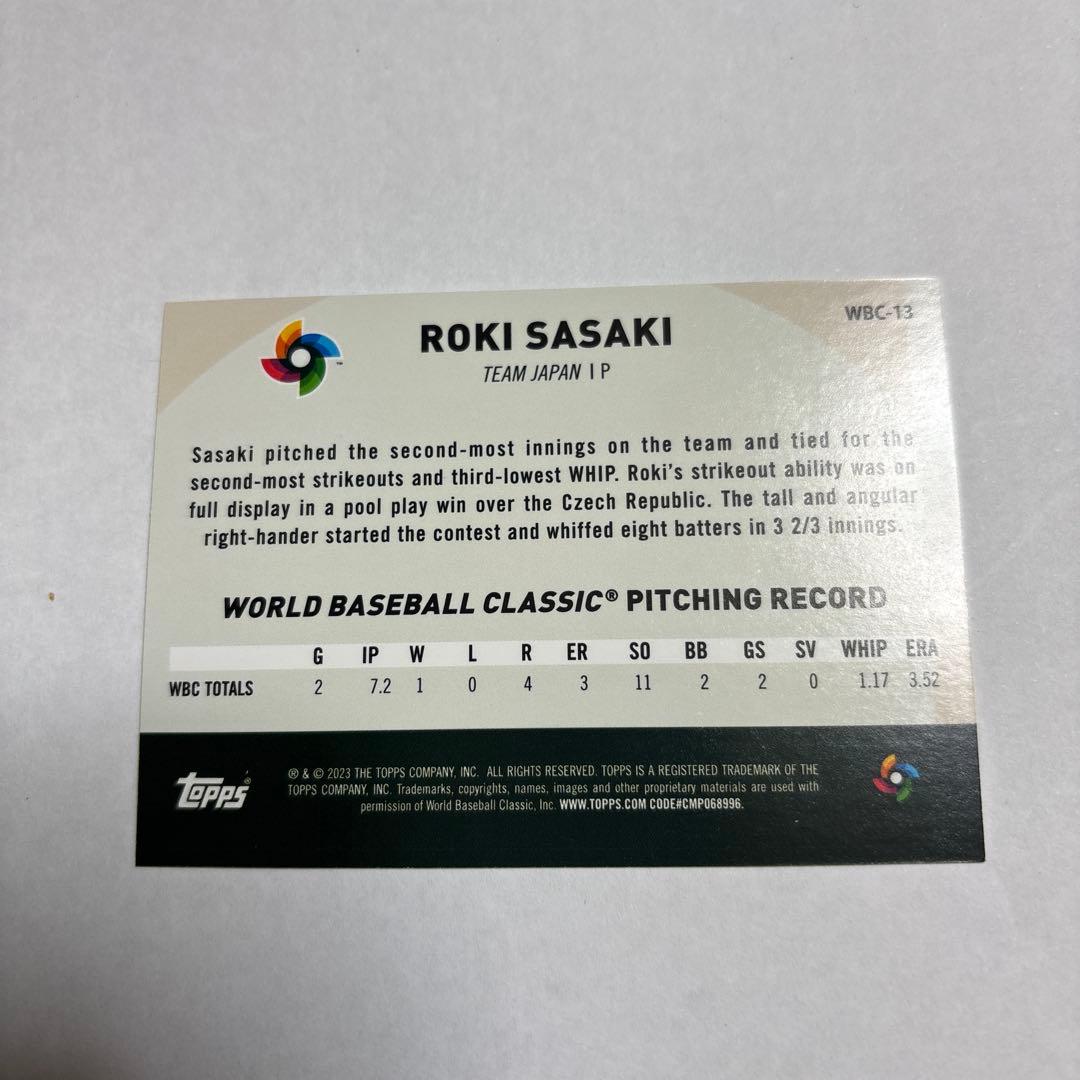 WBC-13
ROKI SASAKI
TEAM JAPAN | P
Sasaki pitched the second-most innings on the team and tied for the
second-most strikeouts and third-lowest WHIP. Roki's strikeout ability was on
full display in a pool play win over the Czech Republic. The tall and angular
right-hander started the contest and whiffed eight batters in 3 2/3 innings.
WORLD BASEBALL CLASSIC® PITCHING RECORD
G IP W L R ER SO BB GS SV WHIP ERA
WBC TOTALS 2 7.2 1 0 4 3 11 2 2 0 1.17 3.52
Topps®
® & © 2023 THE TOPPS COMPANY, INC. ALL RIGHTS RESERVED. TOPPS IS A REGISTERED TRADEMARK OF THE
TOPPS COMPANY, INC. Trademarks, copyrights, names, images and other proprietary materials are used with
permission of World Baseball Classic, Inc. WWW.TOPPS.COM CODE#CMP068996.